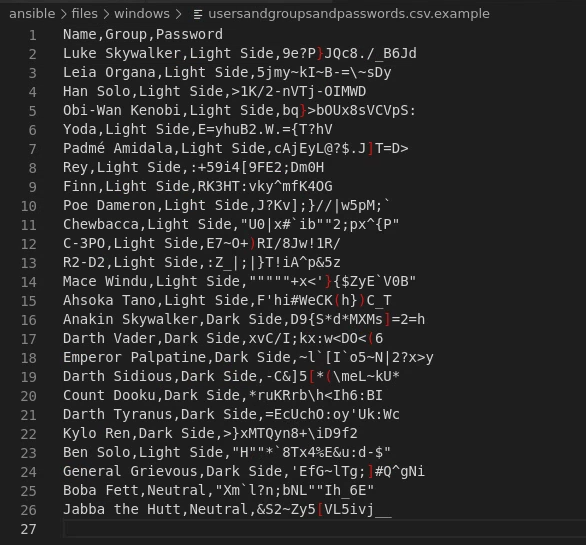 ansible > files > windows > usersandgroupsandpasswords.csv.example
1 Name,Group,Password
2 Luke Skywalker,Light Side,9e?P}JQc8./_B6Jd
3 Leia Organa,Light Side,5jmy~kI~B-=\~sDy
4 Han Solo,Light Side,>1K/2-nVTj-OIMWD
5 Obi-Wan Kenobi,Light Side,bq}>bOUx8sVCVpS:
6 Yoda,Light Side,E=yhuB2.W.={T?hV
7 Padmé Amidala,Light Side,cAjEyL@?$.J]T=D>
8 Rey,Light Side,:+59i4[9FE2;Dm0H
9 Finn,Light Side,RK3HT:vky^mfK4OG
10 Poe Dameron,Light Side,J?Kv];}//|w5pM;`
11 Chewbacca,Light Side,"U0|x#`ib""2;px^{P"
12 C-3PO,Light Side,E7~O+)RI/8Jw!1R/
13 R2-D2,Light Side,:Z_|;|}T!iA^p&5z
14 Mace Windu,Light Side,"""""+x<'}{$ZyE`V0B"
15 Ahsoka Tano,Light Side,F'hi#WeCK(h})C_T
16 Anakin Skywalker,Dark Side,D9{S*d*MXMs]=2=h
17 Darth Vader,Dark Side,xvC/I;kx:w<DO<(6
18 Emperor Palpatine,Dark Side,~l`[I`o5~N|2?x>y
19 Darth Sidious,Dark Side,-C&]5[*(\meL~kU*
20 Count Dooku,Dark Side,*ruKRrb\h<Ih6:BI
21 Darth Tyranus,Dark Side,=EcUchO:oy'Uk:Wc
22 Kylo Ren,Dark Side,>}xMTQyn8+\iD9f2
23 Ben Solo,Light Side,"H""*`8Tx4%E&u:d-$"
24 General Grievous,Dark Side,'EfG~lTg;]#Q^gNi
25 Boba Fett,Neutral,"Xm`l?n;bNL""Ih_6E"
26 Jabba the Hutt,Neutral,&S2~Zy5[VL5ivj__
27